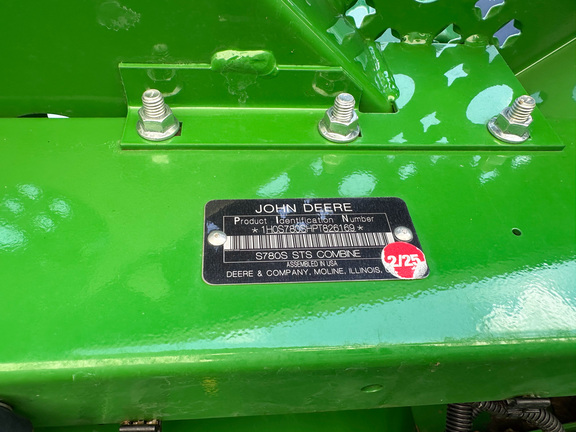 JOHN DEERE
Product Identification Number
*1H0S780SHPT826169*
S780S STS COMBINE
ASSEMBLED IN USA
DEERE & COMPANY, MOLINE, ILLINOIS,
2/25